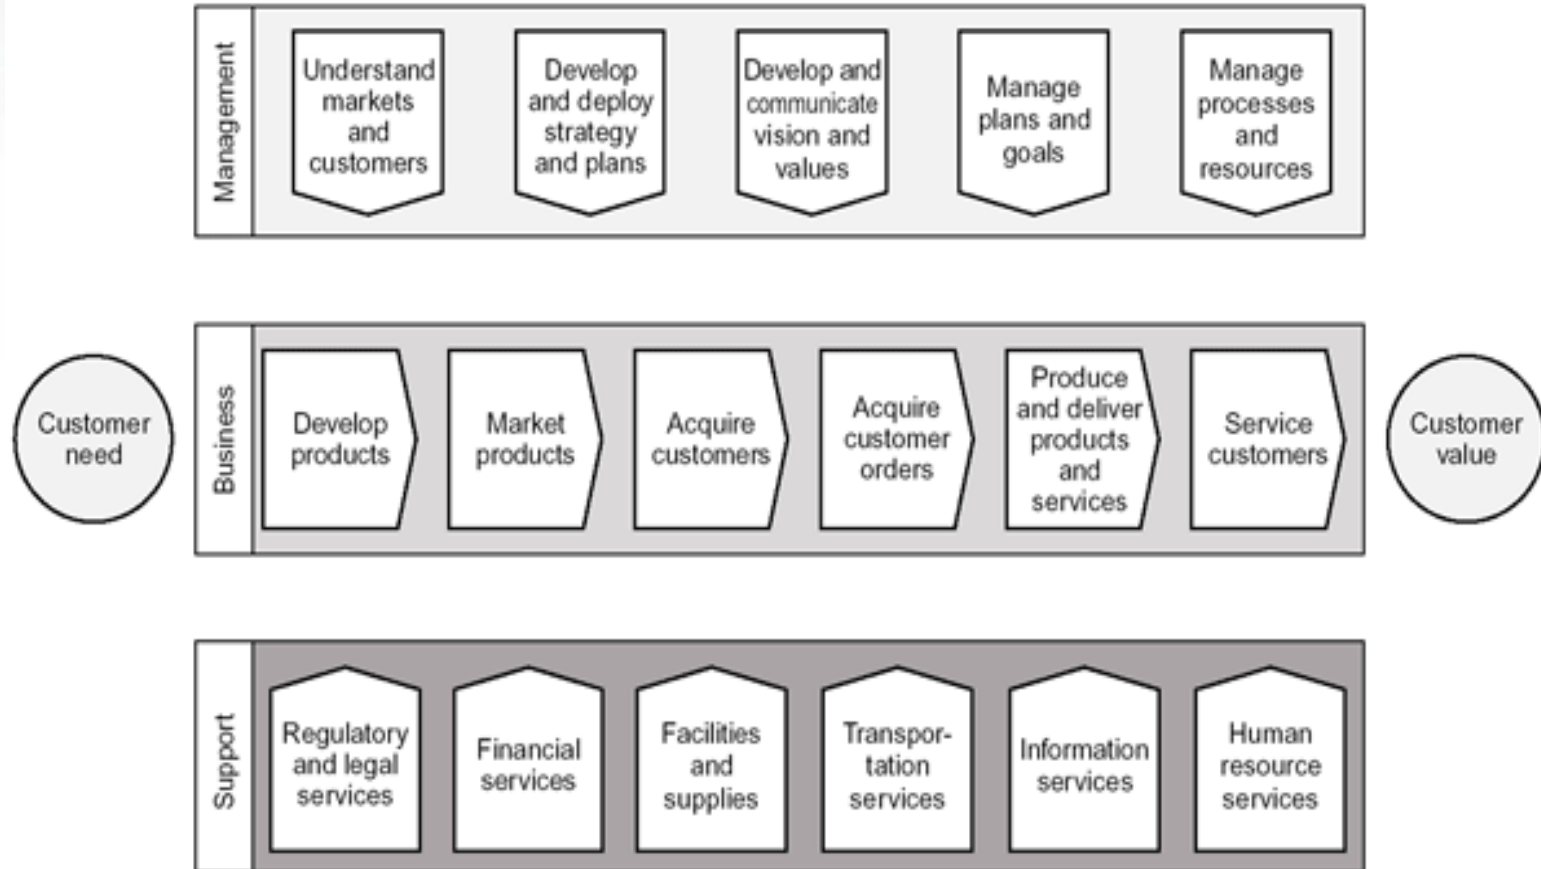 Management
Understand
markets
and
customers
Develop
and deploy
strategy
and plans
Develop and
communicate
vision and
values
Manage
plans and
goals
Manage
processes
and
resources
Customer
need
Business
Develop
products
Market
products
Acquire
customers
Acquire
customer
orders
Produce
and deliver
products
and
services
Service
customers
Customer
value
Support
Regulatory
and legal
services
Financial
services
Facilities
and
supplies
Transpor-
tation
services
Information
services
Human
resource
services